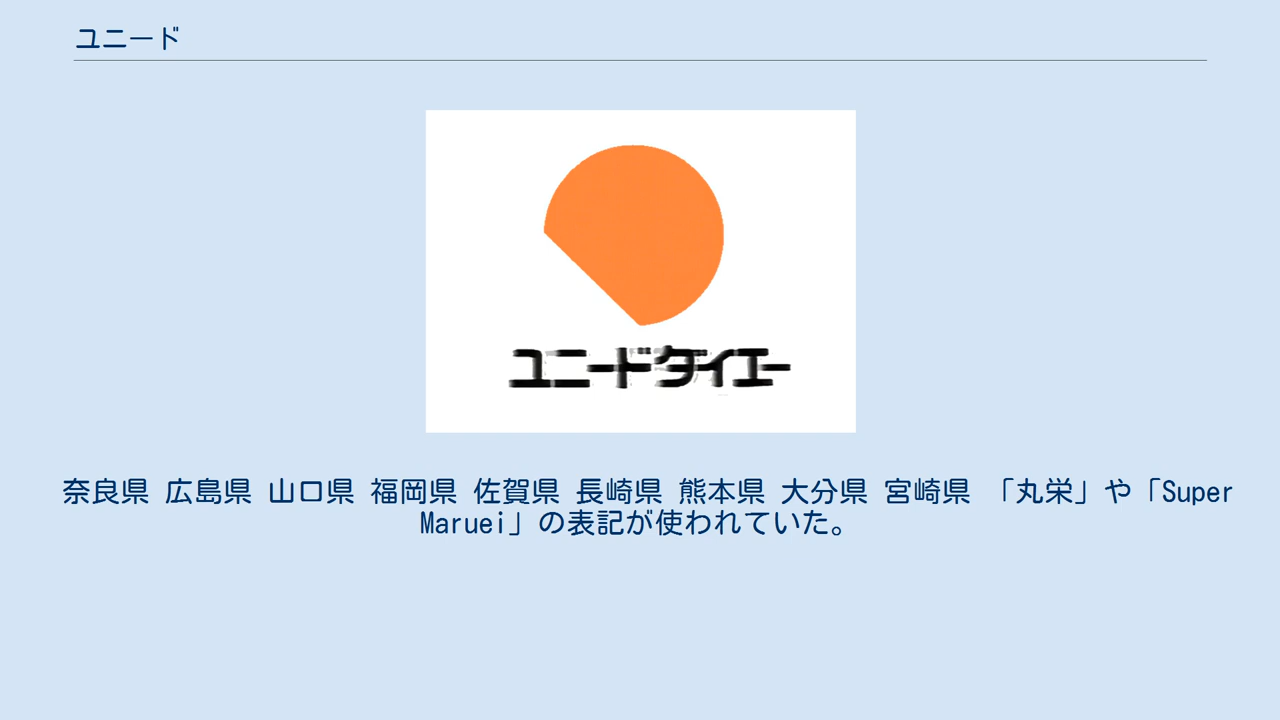 ユニード
ユニードダイエー
奈良県 広島県 山口県 福岡県 佐賀県 長崎県 熊本県 大分県 宮崎県 「丸栄」や「Super
Maruei」の表記が使われていた。